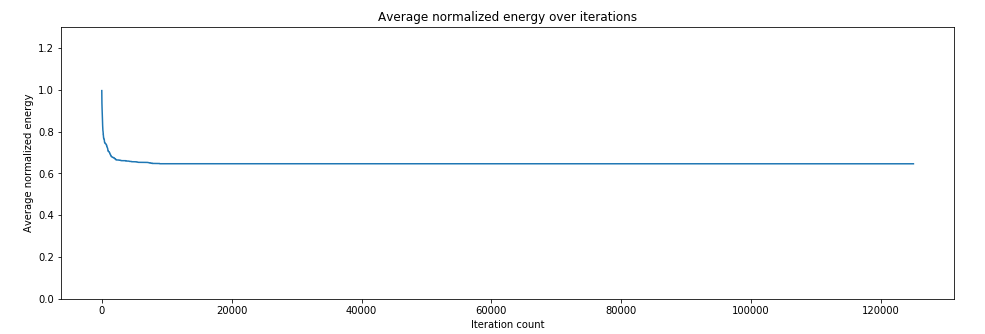 Average normalized energy over iterations
Average normalized energy
1.2
1.0
0.8
0.6
0.4
0.2
0.0
0 20000 40000 60000 80000 100000 120000
Iteration count